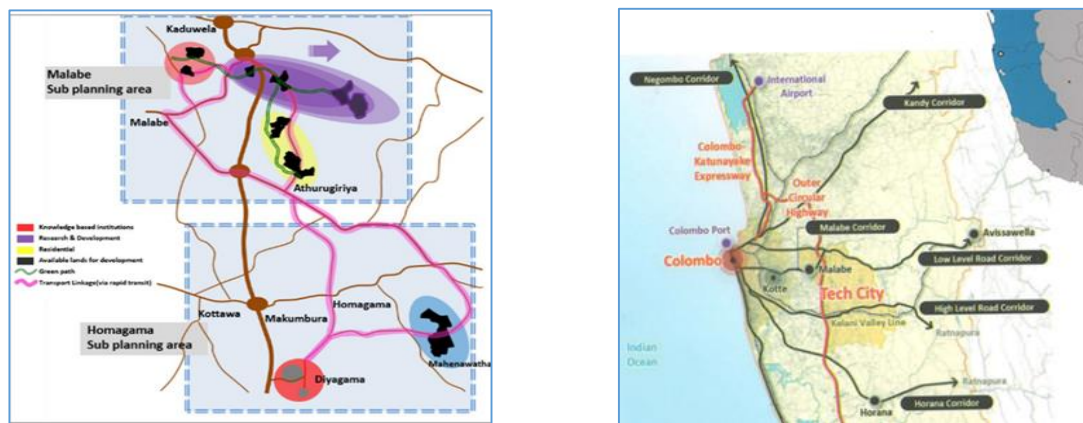 Kaduwela
Malabe
Sub planning area
Malabe
Athurugiriya
Knowledge based institutions
Research & Development
Residential
Available lands for development
Green path
Transport Linkage(via rapid transit)
Kottawa
Makumbura
Homagama
Homagama
Sub planning area
Mahenawatha
Diyagama
Negombo Corridor
International
Airport
Kandy Corridor
Colombo-
Katunayake
Expressway
Outer
Circular
Highway
Colombo Port
Malabe Corridor
Avissawella
Colombo
Malabe
Low Level Road Corridor
Kotte
Tech City
High Level Road Corridor
Kelani Valley Line
Ratnapura
Indian
Ocean
Ratnapura
Horana
Horana Corridor